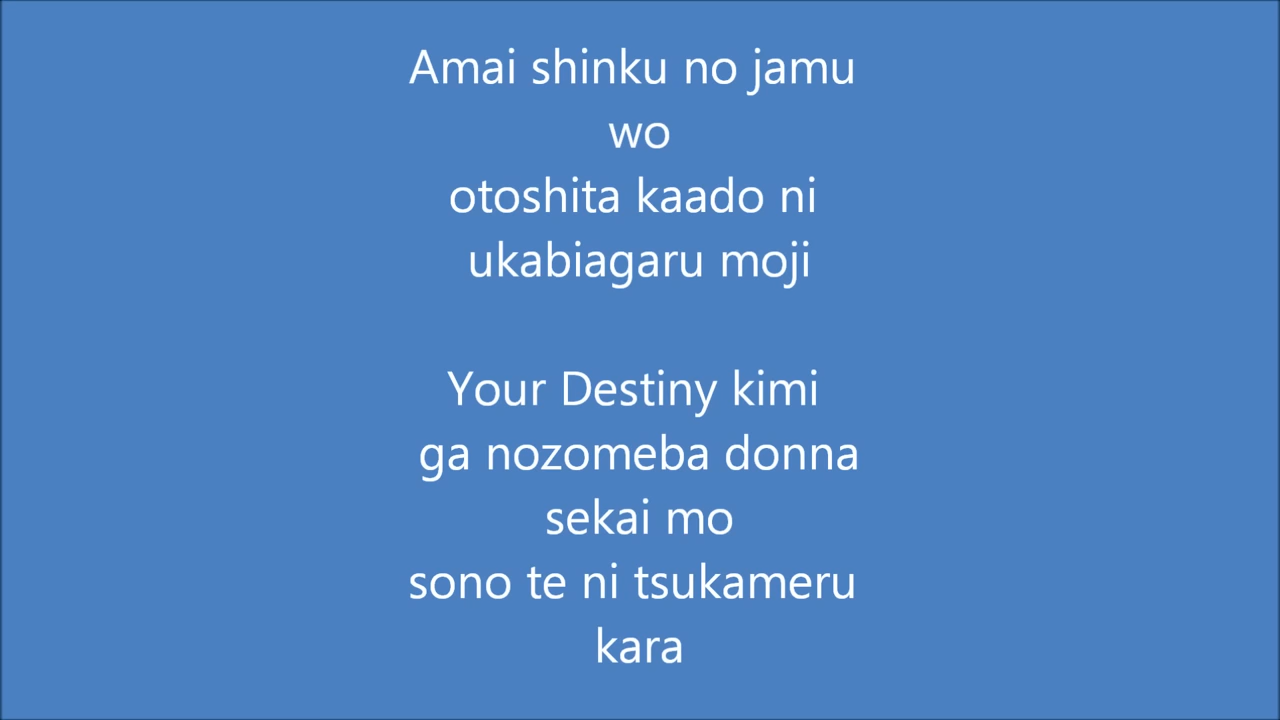 Amai shinku no jamu
wo
otoshita kaado ni
ukabiagaru moji
Your Destiny kimi
ga nozomeba donna
sekai mo
sono te ni tsukameru
kara